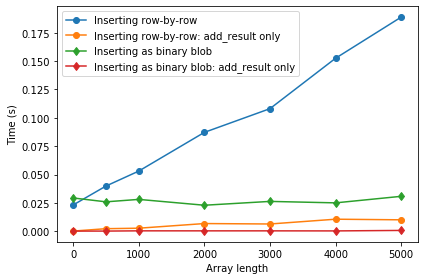 Inserting row-by-row
Inserting row-by-row: add_result only
Inserting as binary blob
Inserting as binary blob: add_result only
Time (s)
0.175
0.150
0.125
0.100
0.075
0.050
0.025
0.000
0 1000 2000 3000 4000 5000
Array length